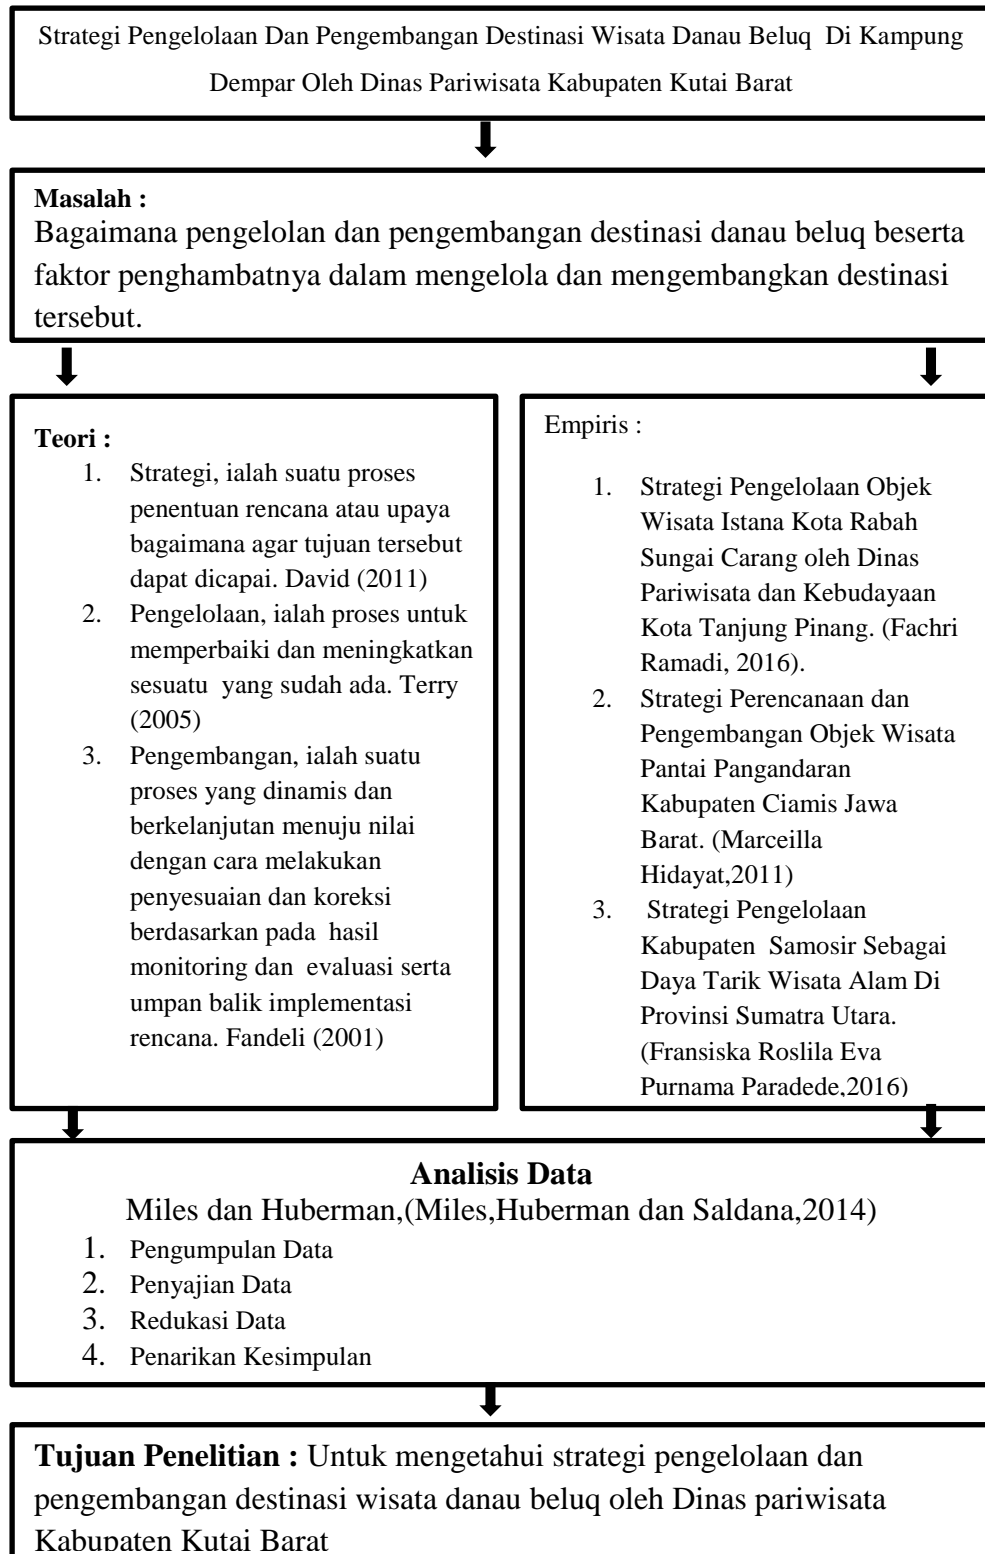 Strategi Pengelolaan Dan Pengembangan Destinasi Wisata Danau Beluq Di Kampung
Dempar Oleh Dinas Pariwisata Kabupaten Kutai Barat
Masalah :
Bagaimana pengelolan dan pengembangan destinasi danau beluq beserta
faktor penghambatnya dalam mengelola dan mengembangkan destinasi
tersebut.
Teori :
1. Strategi, ialah suatu proses
penentuan rencana atau upaya
bagaimana agar tujuan tersebut
dapat dicapai. David (2011)
2. Pengelolaan, ialah proses untuk
memperbaiki dan meningkatkan
sesuatu yang sudah ada. Terry
(2005)
3. Pengembangan, ialah suatu
proses yang dinamis dan
berkelanjutan menuju nilai
dengan cara melakukan
penyesuaian dan koreksi
berdasarkan pada hasil
monitoring dan evaluasi serta
umpan balik implementasi
rencana. Fandeli (2001)
Empiris :
1. Strategi Pengelolaan Objek
Wisata Istana Kota Rabah
Sungai Carang oleh Dinas
Pariwisata dan Kebudayaan
Kota Tanjung Pinang. (Fachri
Ramadi, 2016).
2. Strategi Perencanaan dan
Pengembangan Objek Wisata
Pantai Pangandaran
Kabupaten Ciamis Jawa
Barat. (Marceilla
Hidayat,2011)
3. Strategi Pengelolaan
Kabupaten Samosir Sebagai
Daya Tarik Wisata Alam Di
Provinsi Sumatra Utara.
(Fransiska Roslila Eva
Purnama Paradede,2016)
Analisis Data
Miles dan Huberman,(Miles,Huberman dan Saldana,2014)
1. Pengumpulan Data
2. Penyajian Data
3. Redukasi Data
4. Penarikan Kesimpulan
Tujuan Penelitian : Untuk mengetahui strategi pengelolaan dan
pengembangan destinasi wisata danau beluq oleh Dinas pariwisata
Kabupaten Kutai Barat